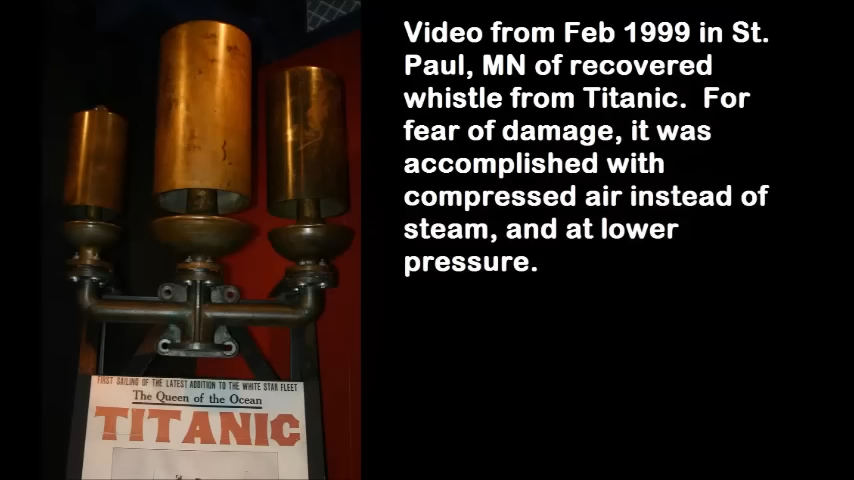 Video from Feb 1999 in St.
Paul, MN of recovered
whistle from Titanic.  For
fear of damage, it was
accomplished with
compressed air instead of
steam, and at lower
pressure.
FIRST SAILING OF THE LATEST ADDITION TO THE WHITE STAR FLEET
The Queen of the Ocean
TITANIC